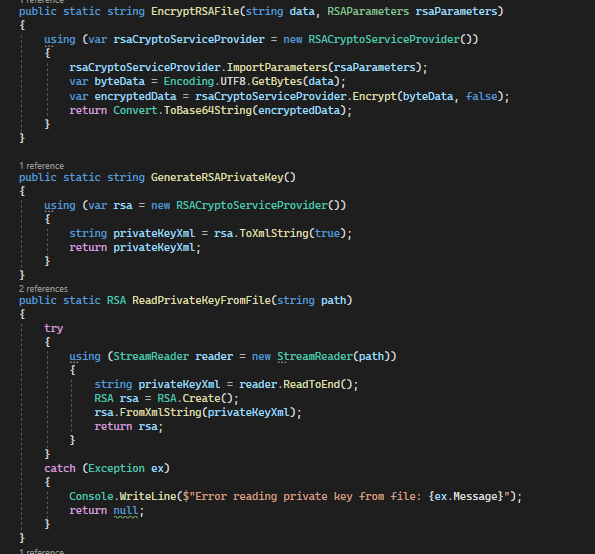 1 reference
public static string EncryptRSAFile(string data, RSAParameters rsaParameters)
{
using (var rsaCryptoServiceProvider = new RSACryptoServiceProvider())
{
rsaCryptoServiceProvider.ImportParameters(rsaParameters);
var byteData = Encoding.UTF8.GetBytes(data);
var encryptedData = rsaCryptoServiceProvider.Encrypt(byteData, false);
return Convert.ToBase64String(encryptedData);
}
}
1 reference
public static string GenerateRSAPrivateKey()
{
using (var rsa = new RSACryptoServiceProvider())
{
string privateKeyXml = rsa.ToXmlString(true);
return privateKeyXml;
}
}
2 references
public static RSA ReadPrivateKeyFromFile(string path)
{
try
{
using (StreamReader reader = new StreamReader(path))
{
string privateKeyXml = reader.ReadToEnd();
RSA rsa = RSA.Create();
rsa.FromXmlString(privateKeyXml);
return rsa;
}
}
catch (Exception ex)
{
Console.WriteLine($"Error reading private key from file: {ex.Message}");
return null;
}
}
1 reference